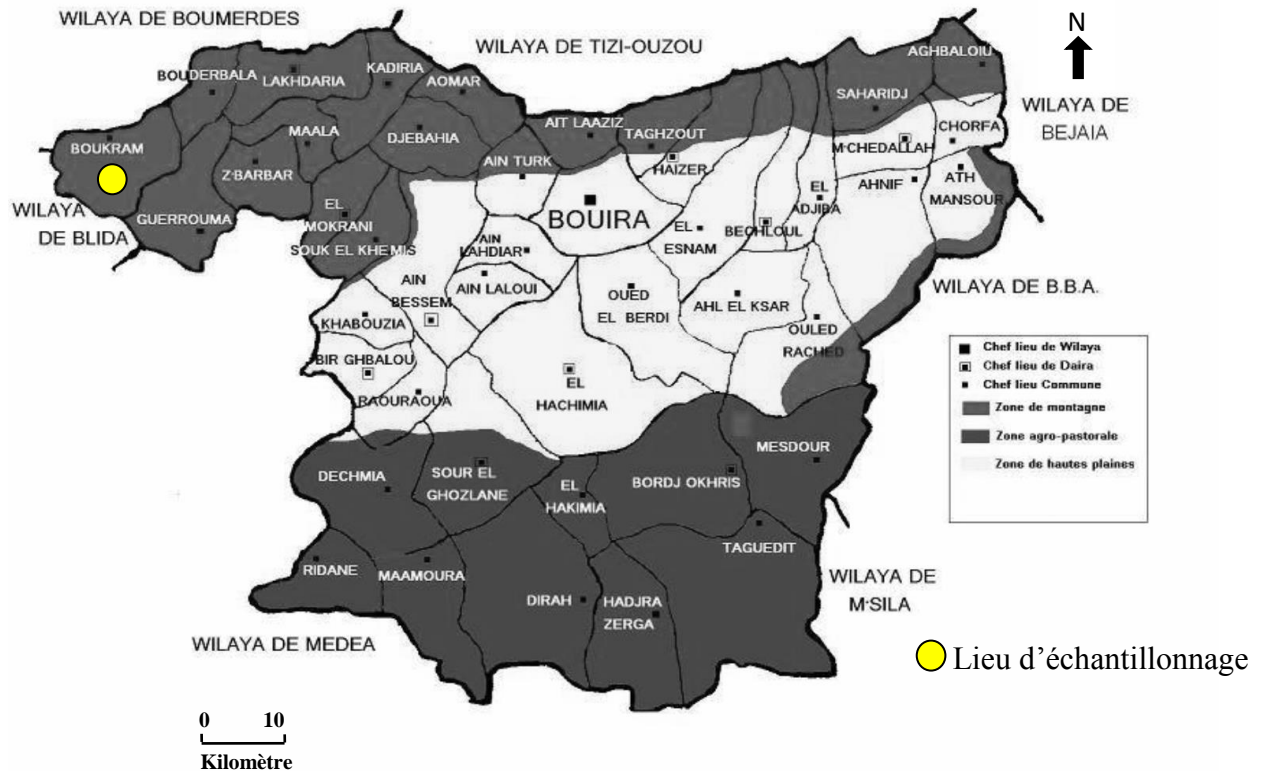 WILAYA DE BOUMERDES
WILAYA DE TIZI-OUZOU
N
AGHBALOIU
BOUDERBALA
LAKHDARIA
KADIRIA
AOMAR
SAHARIDJ
WILAYA DE
BEJAIA
MAALA
DJEBAHIA
AIT LAAZIZ
TAGHZOUT
CHORFA
BOUKRAM
M'CHEDALLAH
Z'BARBAR
AIN TURK
HAIZER
AHNIF
ATH
MANSOUR
EL
ADJIBA
WILAYA
DE BLIDA
GUERROUMA
EL
MOKRANI
BOUIRA
BECHLOUL
EL
ESNAM
SOUK EL KHEMIS
AIN
LAHDJAR
AIN
BESSEM
AIN LALOUI
OUED
EL BERDI
AHL EL KSAR
WILAYA DE B.B.A.
KHABOUZIA
OULED
RACHED
BIR GHBALOU
RAOURAOUA
EL
HACHIMIA
Chef lieu de Wilaya
Chef lieu de Daira
Chef lieu Commune
Zone de montagne
Zone agro-pastorale
Zone de hautes plaines
MESDOUR
DECHMIA
SOUR EL
GHOZLANE
EL
HAKIMIA
BORDJ OKHRIS
TAGUEDIT
RIDANE
MAAMOURA
DIRAH
HADJRA
ZERGA
WILAYA DE
M'SILA
WILAYA DE MEDEA
Lieu d'échantillonnage
0 10
Kilomètre